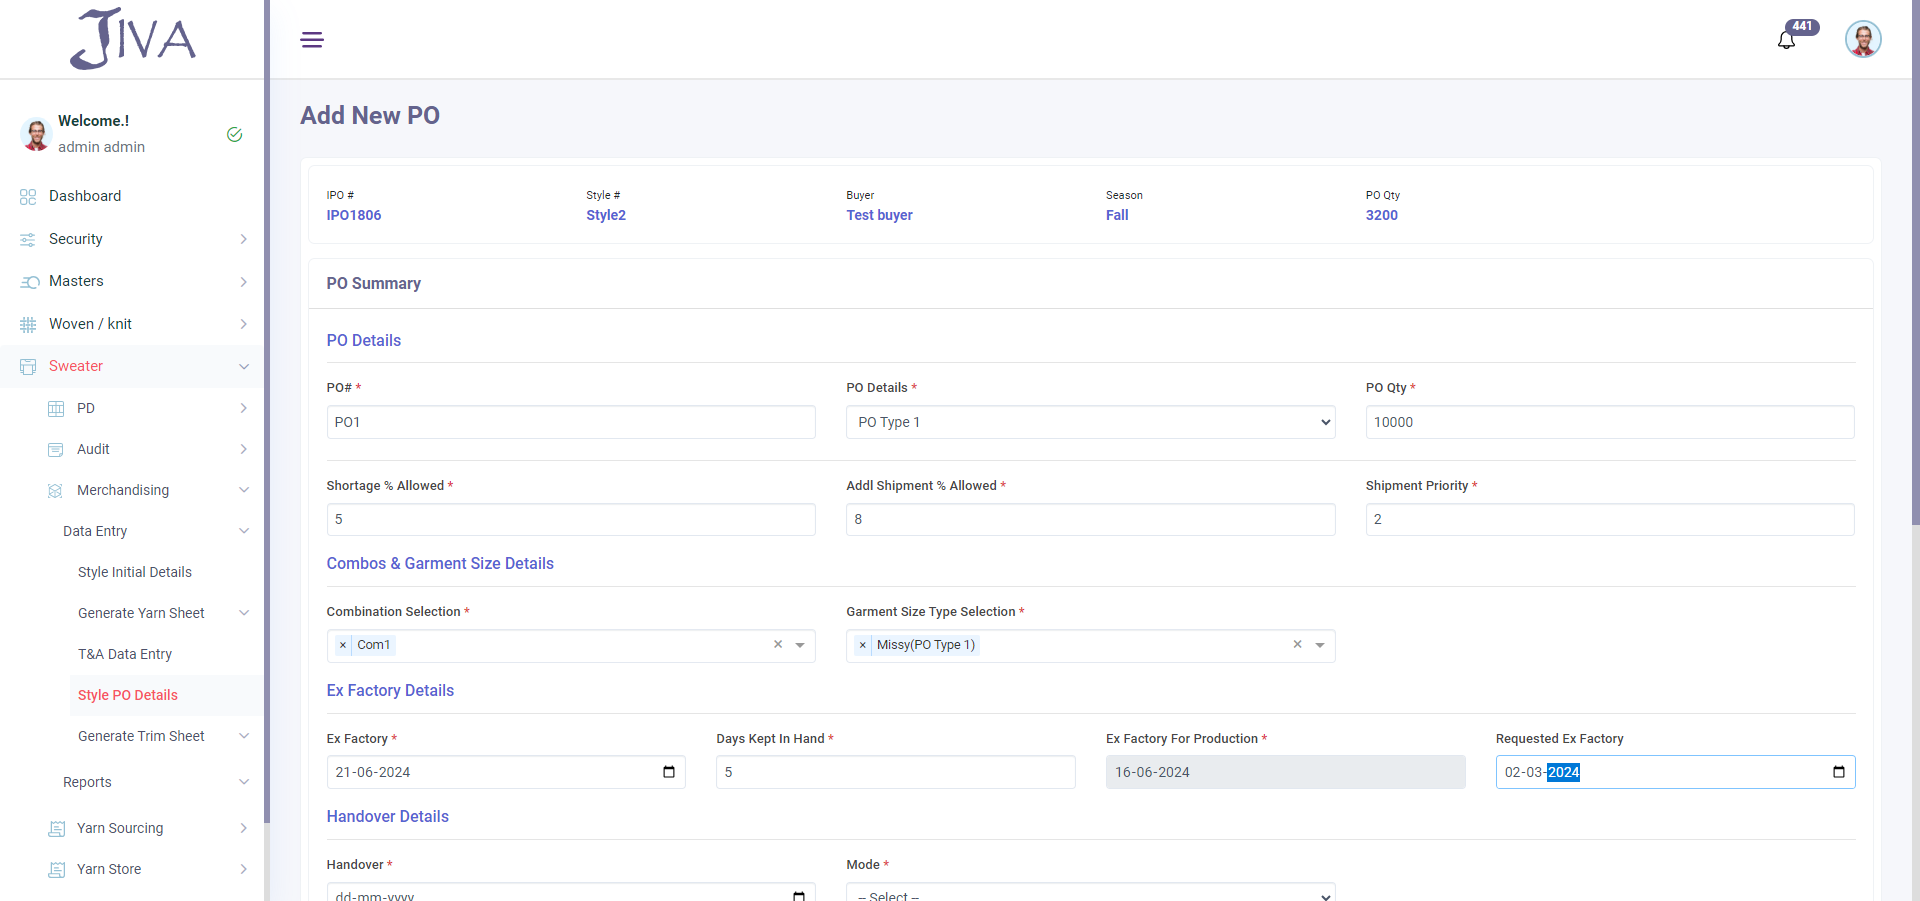 JIVA
441
Welcome.!
admin admin
Dashboard
Security
Masters
Woven / knit
Sweater
PD
Audit
Merchandising
Data Entry
Style Initial Details
Generate Yarn Sheet
T&A Data Entry
Style PO Details
Generate Trim Sheet
Reports
Yarn Sourcing
Yarn Store
Add New PO
IPO # Style # Buyer Season PO Qty
IPO1806 Style2 Test buyer Fall 3200
PO Summary
PO Details
PO# * PO Details * PO Qty *
PO1 PO Type 1 10000
Shortage % Allowed * Addl Shipment % Allowed * Shipment Priority *
5 8 2
Combos & Garment Size Details
Combination Selection * Garment Size Type Selection *
× Com1 × × Missy(PO Type 1) ×
Ex Factory Details
Ex Factory * Days Kept In Hand * Ex Factory For Production * Requested Ex Factory
21-06-2024 5 16-06-2024 02-03-2024
Handover Details
Handover * Mode *
dd-mm-yyyy -- Select --